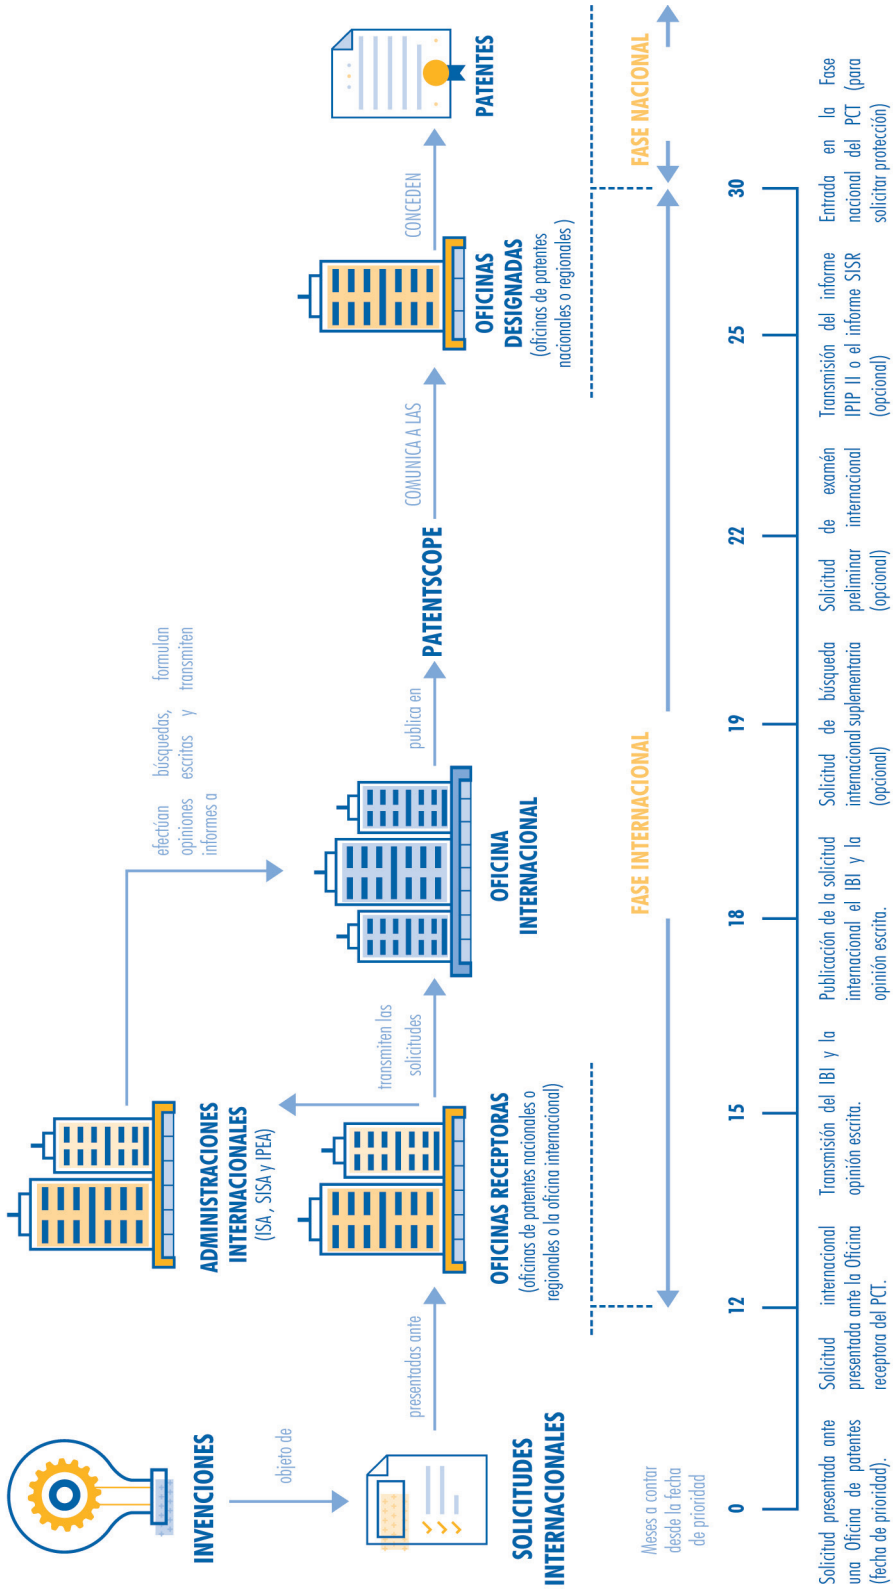 INVENCIONES
objeto de
SOLICITUDES
INTERNACIONALES
presentadas ante
ADMINISTRACIONES
INTERNACIONALES
(ISA , SISA y IPEA)
OFICINAS RECEPTORAS
(oficinas de patentes nacionales o
regionales o la oficina internacional)
transmiten las
solicitudes
efectúan búsquedas, formulan
opiniones escritas y transmiten
informes a
OFICINA
INTERNACIONAL
publica en
PATENTSCOPE
COMUNICA A LAS
OFICINAS
DESIGNADAS
(oficinas de patentes
nacionales o regionales )
CONCEDEN
PATENTES
Meses a contar
desde la fecha
de prioridad
FASE INTERNACIONAL
FASE NACIONAL
0
12
15
18
19
22
25
30
Solicitud presentada ante
una Oficina de patentes
(fecha de prioridad).
Solicitud internacional
presentada ante la Oficina
receptora del PCT.
Transmisión del IBI y la
opinión escrita.
Publicación de la solicitud
internacional el IBI y la
opinión escrita.
Solicitud de búsqueda
internacional suplementaria
(opcional)
Solicitud de exámén
preliminar internacional
(opcional)
Transmisión del informe
IPIP II o el informe SISR
(opcional)
Entrada en la Fase
nacional del PCT (para
solicitar protección)